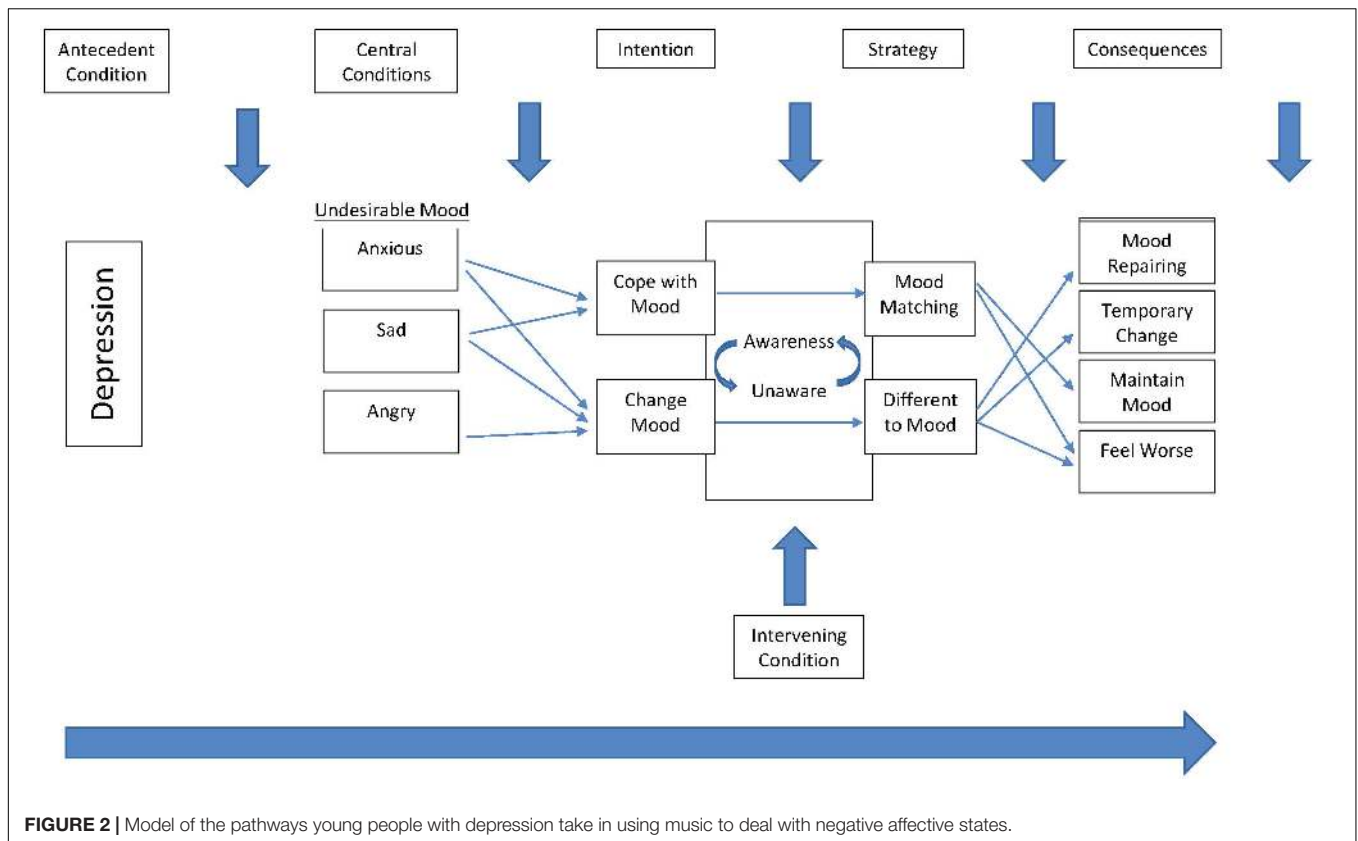 Antecedent
Condition
Central
Conditions
Intention
Strategy
Consequences
Depression
Undesirable Mood
Anxious
Sad
Angry
Cope with
Mood
Change
Mood
Awareness
Unaware
Mood
Matching
Different
to Mood
Mood
Repairing
Temporary
Change
Maintain
Mood
Feel Worse
Intervening
Condition
FIGURE 2 | Model of the pathways young people with depression take in using music to deal with negative affective states.